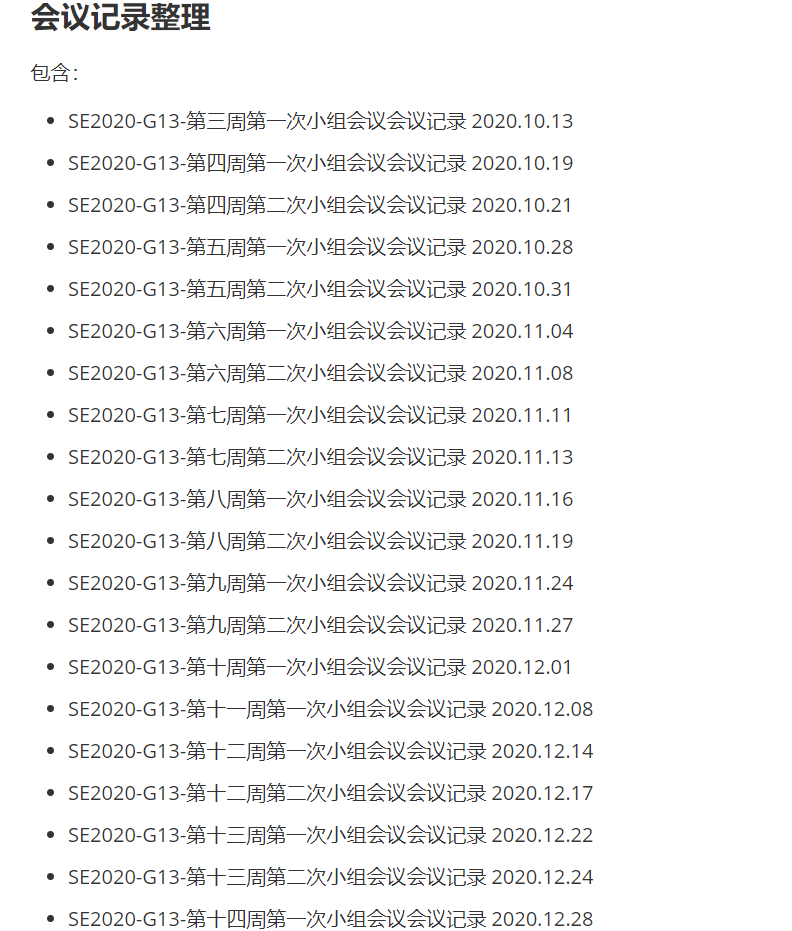 会议记录整理
包含：
SE2020-G13-第三周第一次小组会议会议记录 2020.10.13
SE2020-G13-第四周第一次小组会议会议记录 2020.10.19
SE2020-G13-第四周第二次小组会议会议记录 2020.10.21
SE2020-G13-第五周第一次小组会议会议记录 2020.10.28
SE2020-G13-第五周第二次小组会议会议记录 2020.10.31
SE2020-G13-第六周第一次小组会议会议记录 2020.11.04
SE2020-G13-第六周第二次小组会议会议记录 2020.11.08
SE2020-G13-第七周第一次小组会议会议记录 2020.11.11
SE2020-G13-第七周第二次小组会议会议记录 2020.11.13
SE2020-G13-第八周第一次小组会议会议记录 2020.11.16
SE2020-G13-第八周第二次小组会议会议记录 2020.11.19
SE2020-G13-第九周第一次小组会议会议记录 2020.11.24
SE2020-G13-第九周第二次小组会议会议记录 2020.11.27
SE2020-G13-第十周第一次小组会议会议记录 2020.12.01
SE2020-G13-第十一周第一次小组会议会议记录 2020.12.08
SE2020-G13-第十二周第一次小组会议会议记录 2020.12.14
SE2020-G13-第十二周第二次小组会议会议记录 2020.12.17
SE2020-G13-第十三周第一次小组会议会议记录 2020.12.22
SE2020-G13-第十三周第二次小组会议会议记录 2020.12.24
SE2020-G13-第十四周第一次小组会议会议记录 2020.12.28